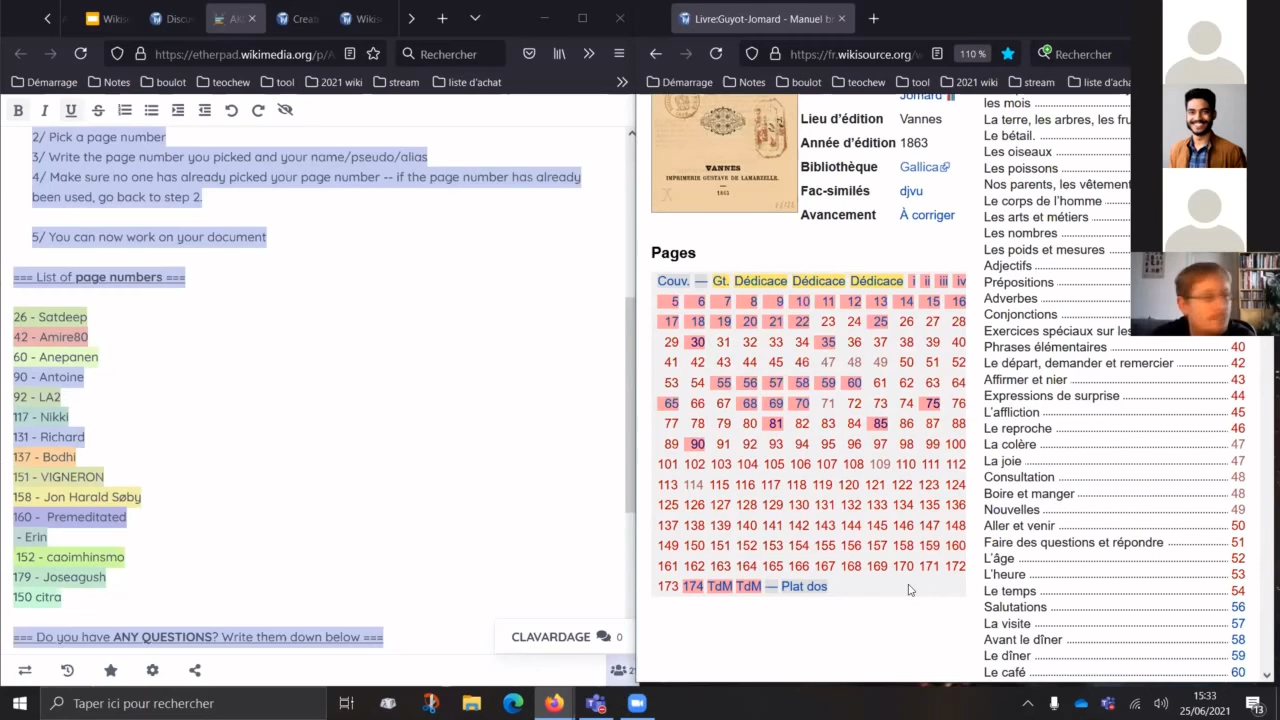 Wikis
Discus
AK
Creat
Wikis
Livre:Guyot-Jomard - Manuel br
https://etherpad.wikimedia.org/p/A
Rechercher
https://fr.wikisource.org/w
110 %
Rechercher
Démarrage
Notes
boulot
teochew
tool
2021 wiki
stream
liste d'achat
Démarrage
Notes
boulot
teochew
tool
2021 wiki
stream
B I U S
2/ Pick a page number
3/ Write the page number you picked and your name/pseudo/alias
4/ Make sure no one has already picked your page number -- if the page number has already
been used, go back to step 2.
5/ You can now work on your document
=== List of page numbers ===
26 - Satdeep
42 - Amire80
60 - Anepanen
90 - Antoine
92 - LA2
117 - Nikki
131 - Richard
137 - Bodhi
151 - VIGNERON
158 - Jon Harald Søby
160 - Premeditated
- Erin
152 - caoimhinsmo
179 - Joseagush
150 citra
=== Do you have ANY QUESTIONS? Write them down below ===
CLAVARDAGE 0
VANNES
IMPRIMERIE GUSTAVE DE LAMARZELLE.
1863
Jomard
Lieu d’édition Vannes
Année d’édition 1863
Bibliothèque Gallica
Fac-similés djvu
Avancement À corriger
Pages
Couv. — Gt. Dédicace Dédicace Dédicace i ii iii iv
5 6 7 8 9 10 11 12 13 14 15 16
17 18 19 20 21 22 23 24 25 26 27 28
29 30 31 32 33 34 35 36 37 38 39 40
41 42 43 44 45 46 47 48 49 50 51 52
53 54 55 56 57 58 59 60 61 62 63 64
65 66 67 68 69 70 71 72 73 74 75 76
77 78 79 80 81 82 83 84 85 86 87 88
89 90 91 92 93 94 95 96 97 98 99 100
101 102 103 104 105 106 107 108 109 110 111 112
113 114 115 116 117 118 119 120 121 122 123 124
125 126 127 128 129 130 131 132 133 134 135 136
137 138 139 140 141 142 143 144 145 146 147 148
149 150 151 152 153 154 155 156 157 158 159 160
161 162 163 164 165 166 167 168 169 170 171 172
173 174 TdM TdM — Plat dos
les mois
La terre, les arbres, les fru
Le bétail.
Les oiseaux
Les poissons
Nos parents, les vêtement
Le corps de l’homme
Les arts et métiers
Les nombres
Les poids et mesures
Adjectifs
Prépositions
Adverbes
Conjonctions
Exercices spéciaux sur les
Phrases élémentaires 40
Le départ, demander et remercier 42
Affirmer et nier 43
Expressions de surprise 44
L’affliction 45
Le reproche 46
La colère 47
La joie 47
Consultation 48
Boire et manger 48
Nouvelles 49
Aller et venir 50
Faire des questions et répondre 51
L’âge 52
L’heure 53
Le temps 54
Salutations 56
La visite 57
Avant le dîner 58
Le dîner 59
Le café 60
Taper ici pour rechercher
15:33
25/06/2021
13